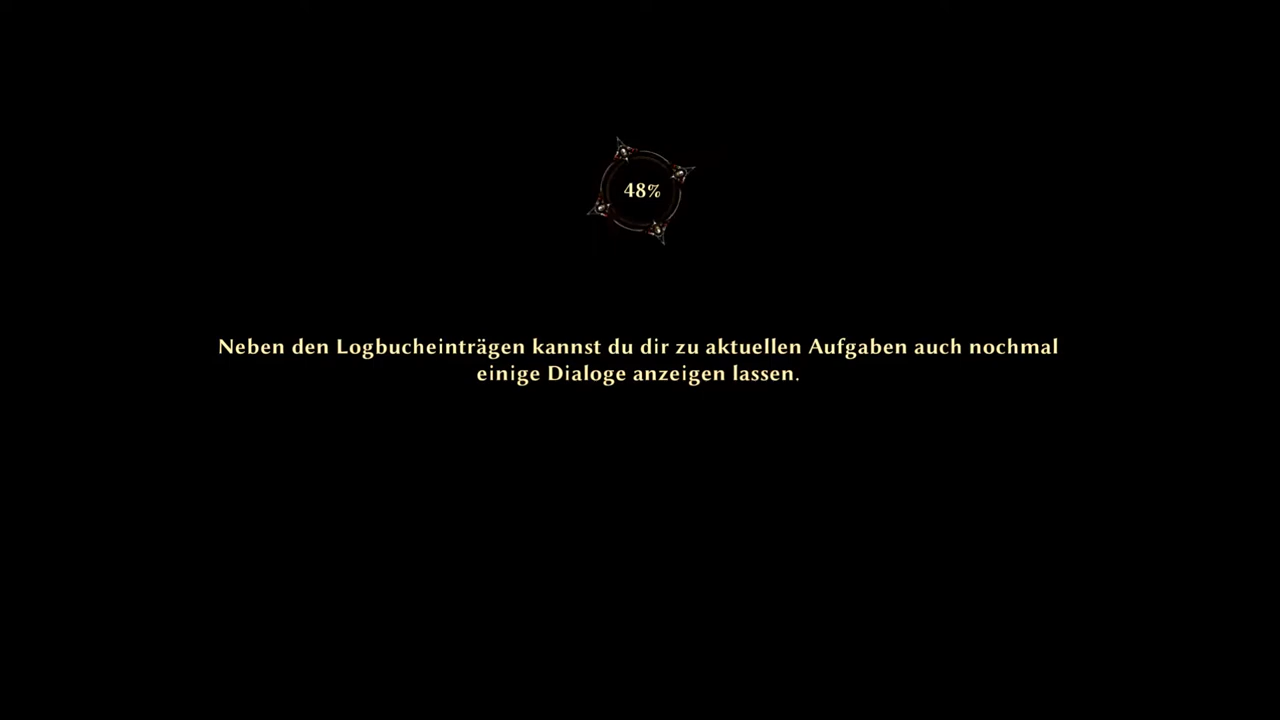 48%
Neben den Logbucheinträgen kannst du dir zu aktuellen Aufgaben auch nochmal
einige Dialoge anzeigen lassen.